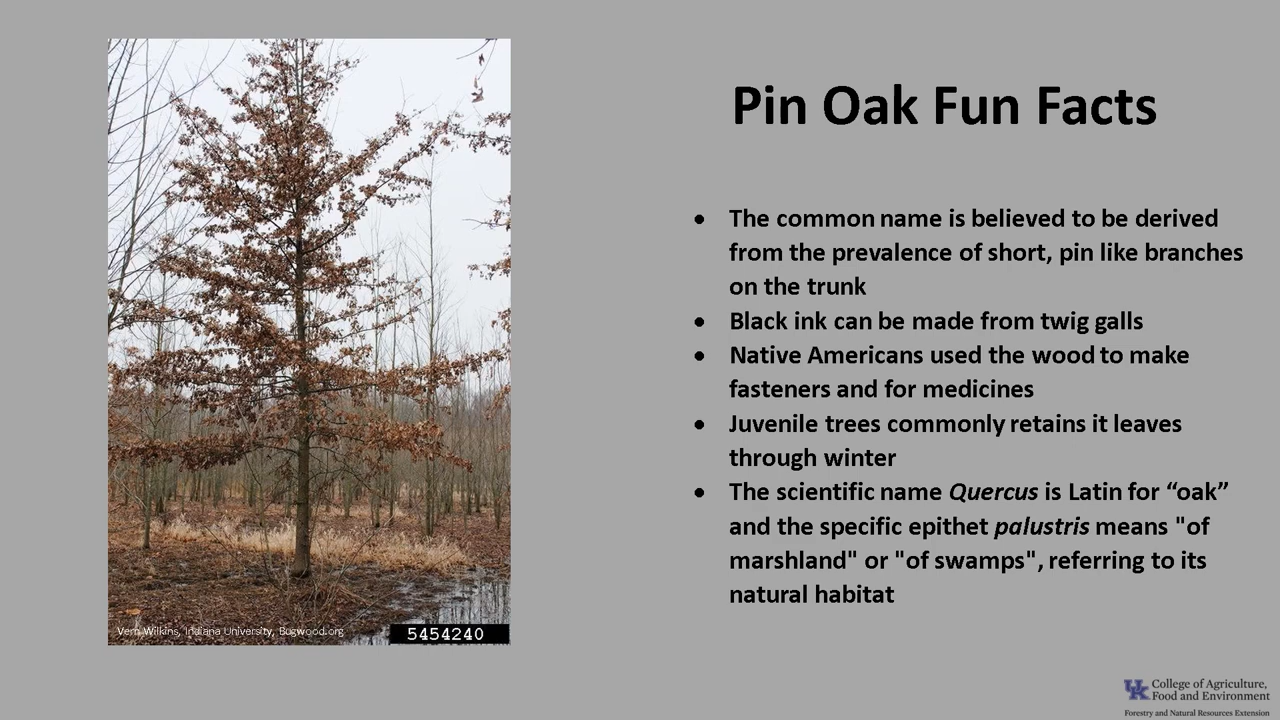 Pin Oak Fun Facts
• The common name is believed to be derived
from the prevalence of short, pin like branches
on the trunk
• Black ink can be made from twig galls
• Native Americans used the wood to make
fasteners and for medicines
• Juvenile trees commonly retains it leaves
through winter
• The scientific name Quercus is Latin for “oak”
and the specific epithet palustris means "of
marshland" or "of swamps", referring to its
natural habitat
Vern Wilkins, Indiana University, Bugwood.org
5454240
UK College of Agriculture,
Food and Environment
Forestry and Natural Resources Extension